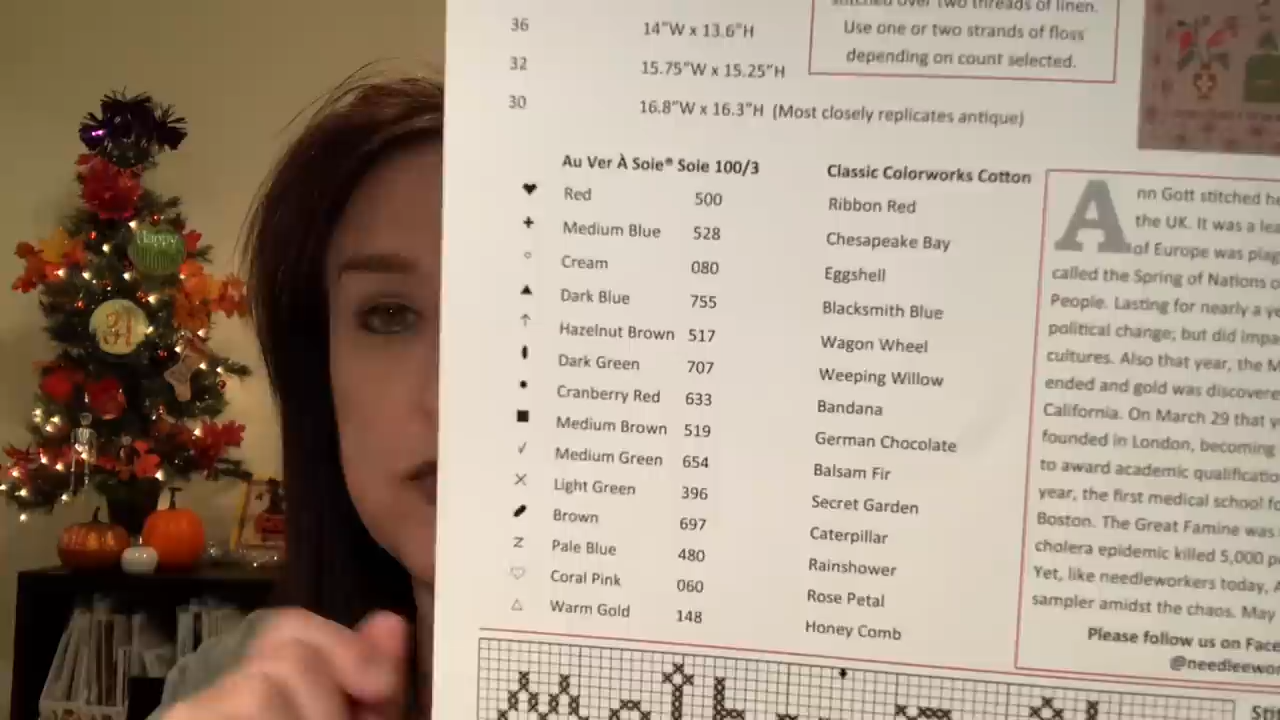 stitched over two threads of linen.
Use one or two strands of floss
depending on count selected.
36 14"W x 13.6"H
32 15.75"W x 15.25"H
30 16.8"W x 16.3"H (Most closely replicates antique)
Au Ver À Soie® Soie 100/3 Classic Colorworks Cotton
♥ Red 500 Ribbon Red
+ Medium Blue 528 Chesapeake Bay
○ Cream 080 Eggshell
▲ Dark Blue 755 Blacksmith Blue
↑ Hazelnut Brown 517 Wagon Wheel
Dark Green 707 Weeping Willow
• Cranberry Red 633 Bandana
■ Medium Brown 519 German Chocolate
√ Medium Green 654 Balsam Fir
× Light Green 396 Secret Garden
Brown 697 Caterpillar
Z Pale Blue 480 Rainshower
♡ Coral Pink 060 Rose Petal
△ Warm Gold 148 Honey Comb
Ann Gott stitched he
the UK. It was a lea
of Europe was plag
called the Spring of Nations o
People. Lasting for nearly a ye
political change; but did impa
cultures. Also that year, the M
ended and gold was discovere
California. On March 29 that y
founded in London, becoming
to award academic qualificatio
year, the first medical school fo
Boston. The Great Famine was
cholera epidemic killed 5,000 p
Yet, like needleworkers today, A
sampler amidst the chaos. May
Please follow us on Face
@needleewor
Happy
31